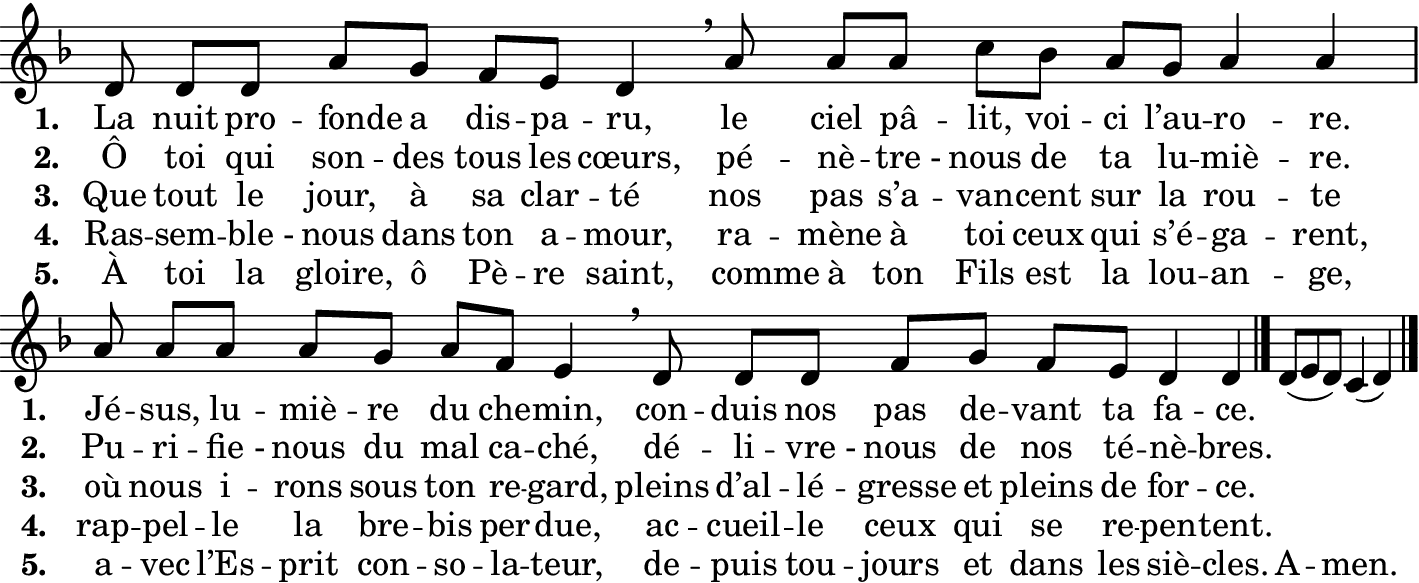 1. La nuit pro - fonde a dis - pa - ru, le ciel pâ - lit, voi - ci l’au - ro - re.
2. Ô toi qui son - des tous les cœurs, pé - nè - tre - nous de ta lu - miè - re.
3. Que tout le jour, à sa clar - té nos pas s’a - vancent sur la rou - te
4. Ras - sem - ble - nous dans ton a - mour, ra - mène à toi ceux qui s’é - ga - rent,
5. À toi la gloire, ô Pè - re saint, comme à ton Fils est la lou - an - ge,
1. Jé - sus, lu - miè - re du chemin, con - duis nos pas de - vant ta fa - ce.
2. Pu - ri - fie - nous du mal ca - ché, dé - li - vre - nous de nos té - nè - bres.
3. où nous i - rons sous ton re - gard, pleins d’al - lé - gresse et pleins de for - ce.
4. rap - pel - le la bre - bis perdue, ac - cueil - le ceux qui se re - pentent.
5. a - vec l’Es - prit con - so - la - teur, de - puis tou - jours et dans les siè - cles. A - men.